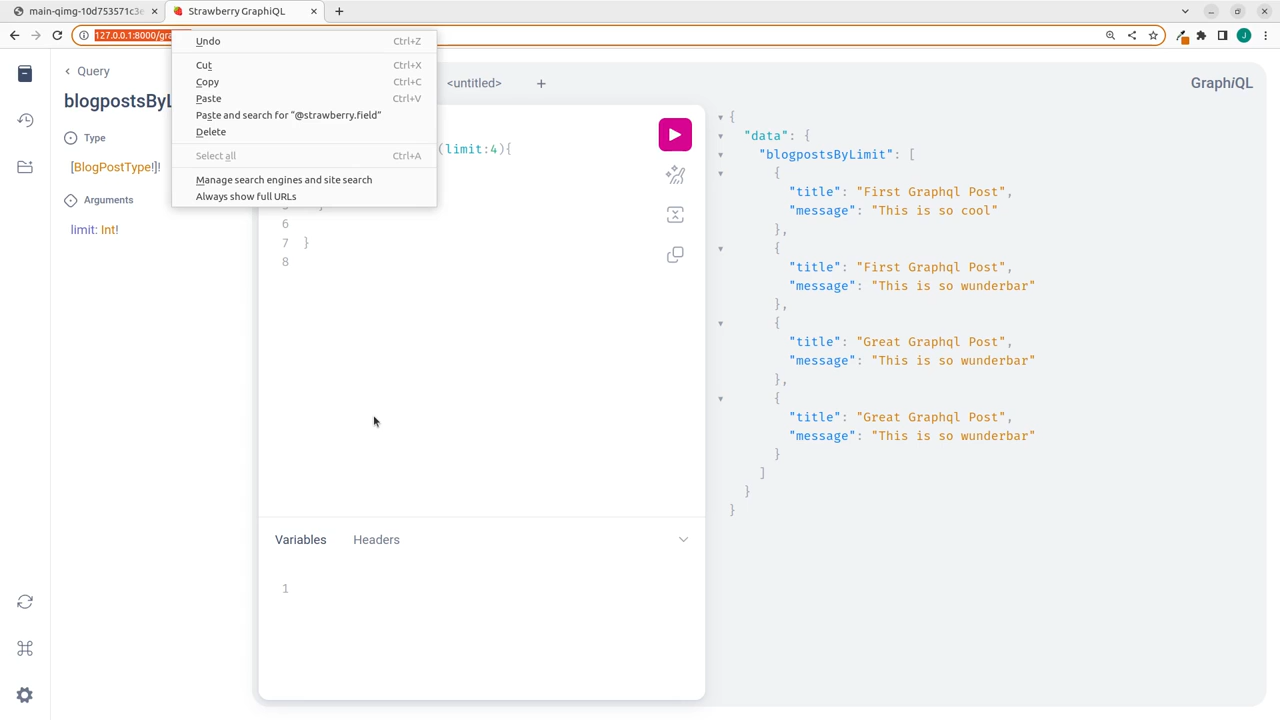 main-qimg-10d753571c3e
Strawberry GraphiQL
127.0.0.1:8000/gra
Undo Ctrl+Z
Cut Ctrl+X
Copy Ctrl+C
Paste Ctrl+V
Paste and search for “@strawberry.field”
Delete
Select all Ctrl+A
Manage search engines and site search
Always show full URLs
J
Query
blogpostsByL
Type
[BlogPostType!]!
Arguments
limit: Int!
<untitled>
GraphiQL
(limit:4){
6
7 }
8
Variables Headers
1
{
"data": {
"blogpostsByLimit": [
{
"title": "First Graphql Post",
"message": "This is so cool"
},
{
"title": "First Graphql Post",
"message": "This is so wunderbar"
},
{
"title": "Great Graphql Post",
"message": "This is so wunderbar"
},
{
"title": "Great Graphql Post",
"message": "This is so wunderbar"
}
]
}
}